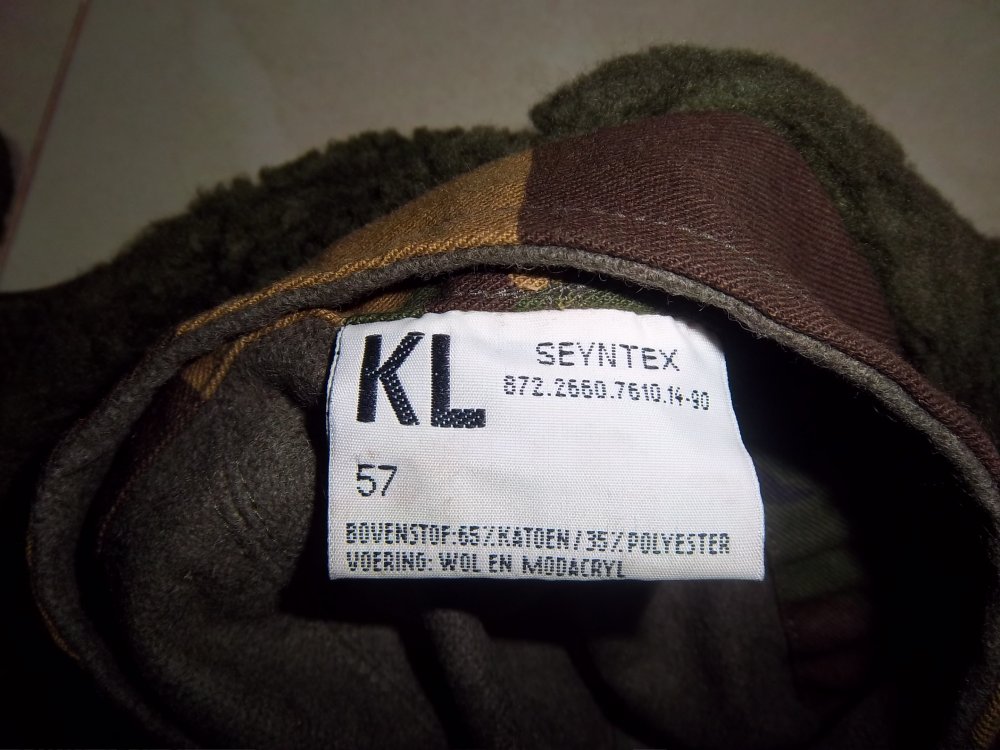 KL
SEYNTEX
872.2660.7610.14-90
57
BOVENSTOF:65% KATOEN/35% POLYESTER
VOERING: WOL EN MODACRYL